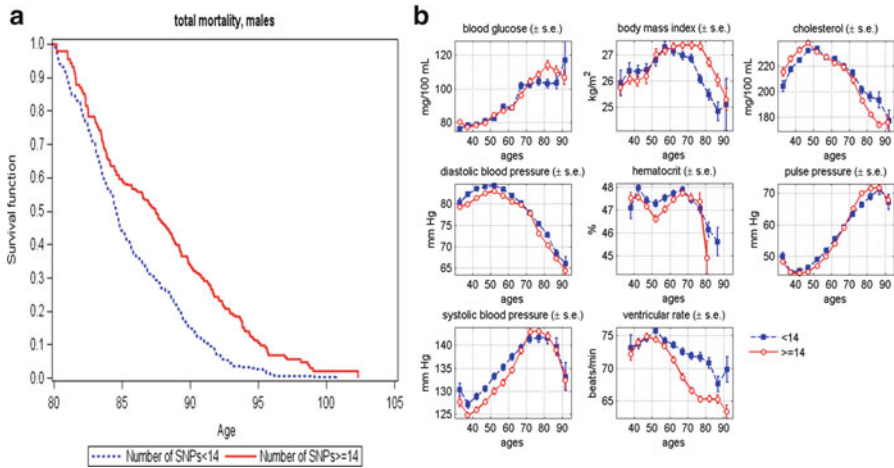 a
total mortality, males
Survival function
1.0
0.9
0.8
0.7
0.6
0.5
0.4
0.3
0.2
0.1
0.0
80 85 90 95 100 105
Age
Number of SNPs<14 Number of SNPs>=14
b
blood glucose (± s.e.)
mg/100 mL
120
100
80
40 50 60 70 80 90
ages
body mass index (± s.e.)
kg/m²
27
26
25
40 50 60 70 80 90
ages
cholesterol (± s.e.)
mg/100 mL
220
200
180
40 50 60 70 80 90
ages
diastolic blood pressure (± s.e.)
mm Hg
80
75
70
65
40 50 60 70 80 90
ages
hematocrit (± s.e.)
%
48
47
46
45
40 50 60 70 80 90
ages
pulse pressure (± s.e.)
mm Hg
70
60
50
40 50 60 70 80 90
ages
systolic blood pressure (± s.e.)
mm Hg
140
135
130
125
40 50 60 70 80 90
ages
ventricular rate (± s.e.)
beats/min
75
70
65
40 50 60 70 80 90
ages
<14
>=14